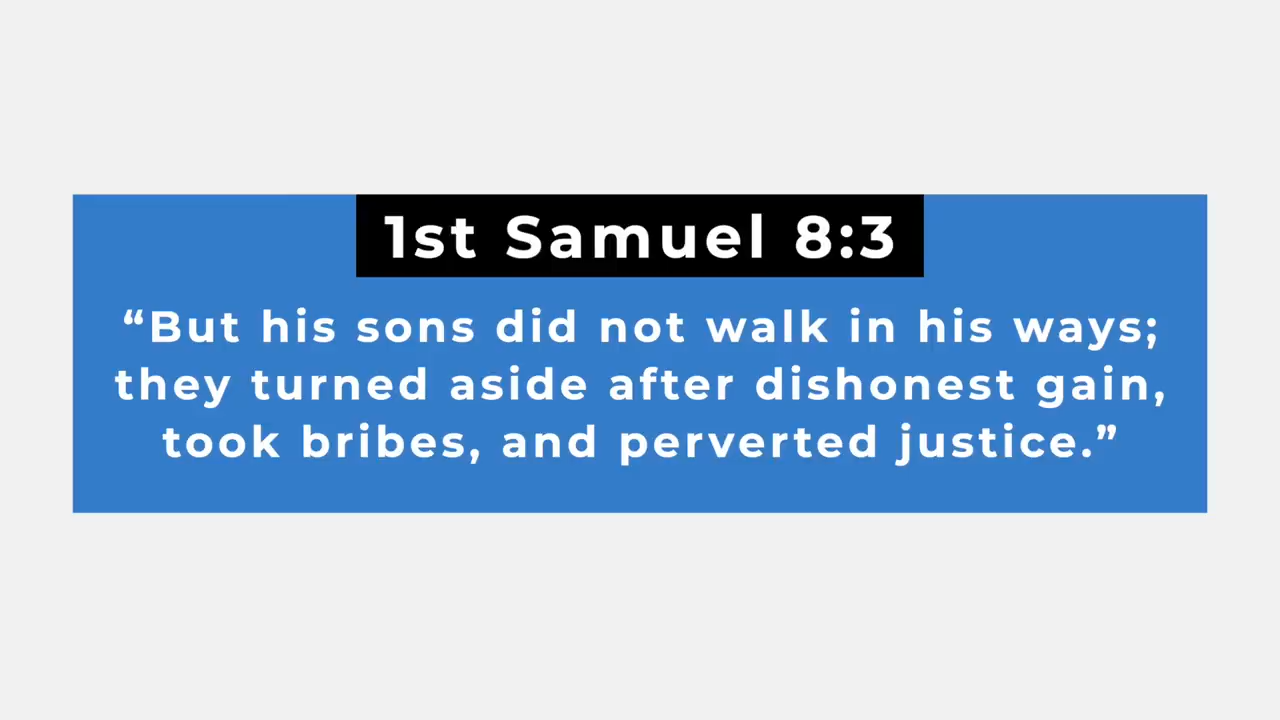 1st Samuel 8:3
“But his sons did not walk in his ways;
they turned aside after dishonest gain,
took bribes, and perverted justice.”